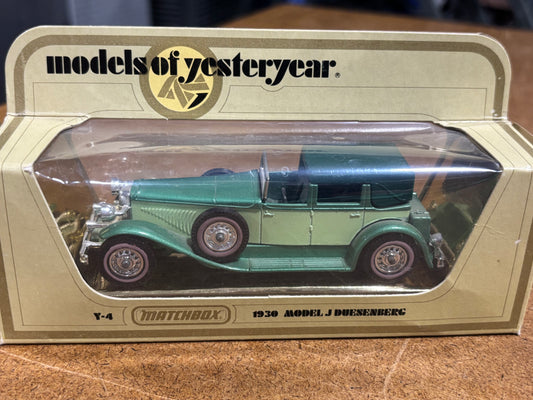 models of yesteryear®
Y-4 MATCHBOX® 1930 MODEL J DUESENBERG